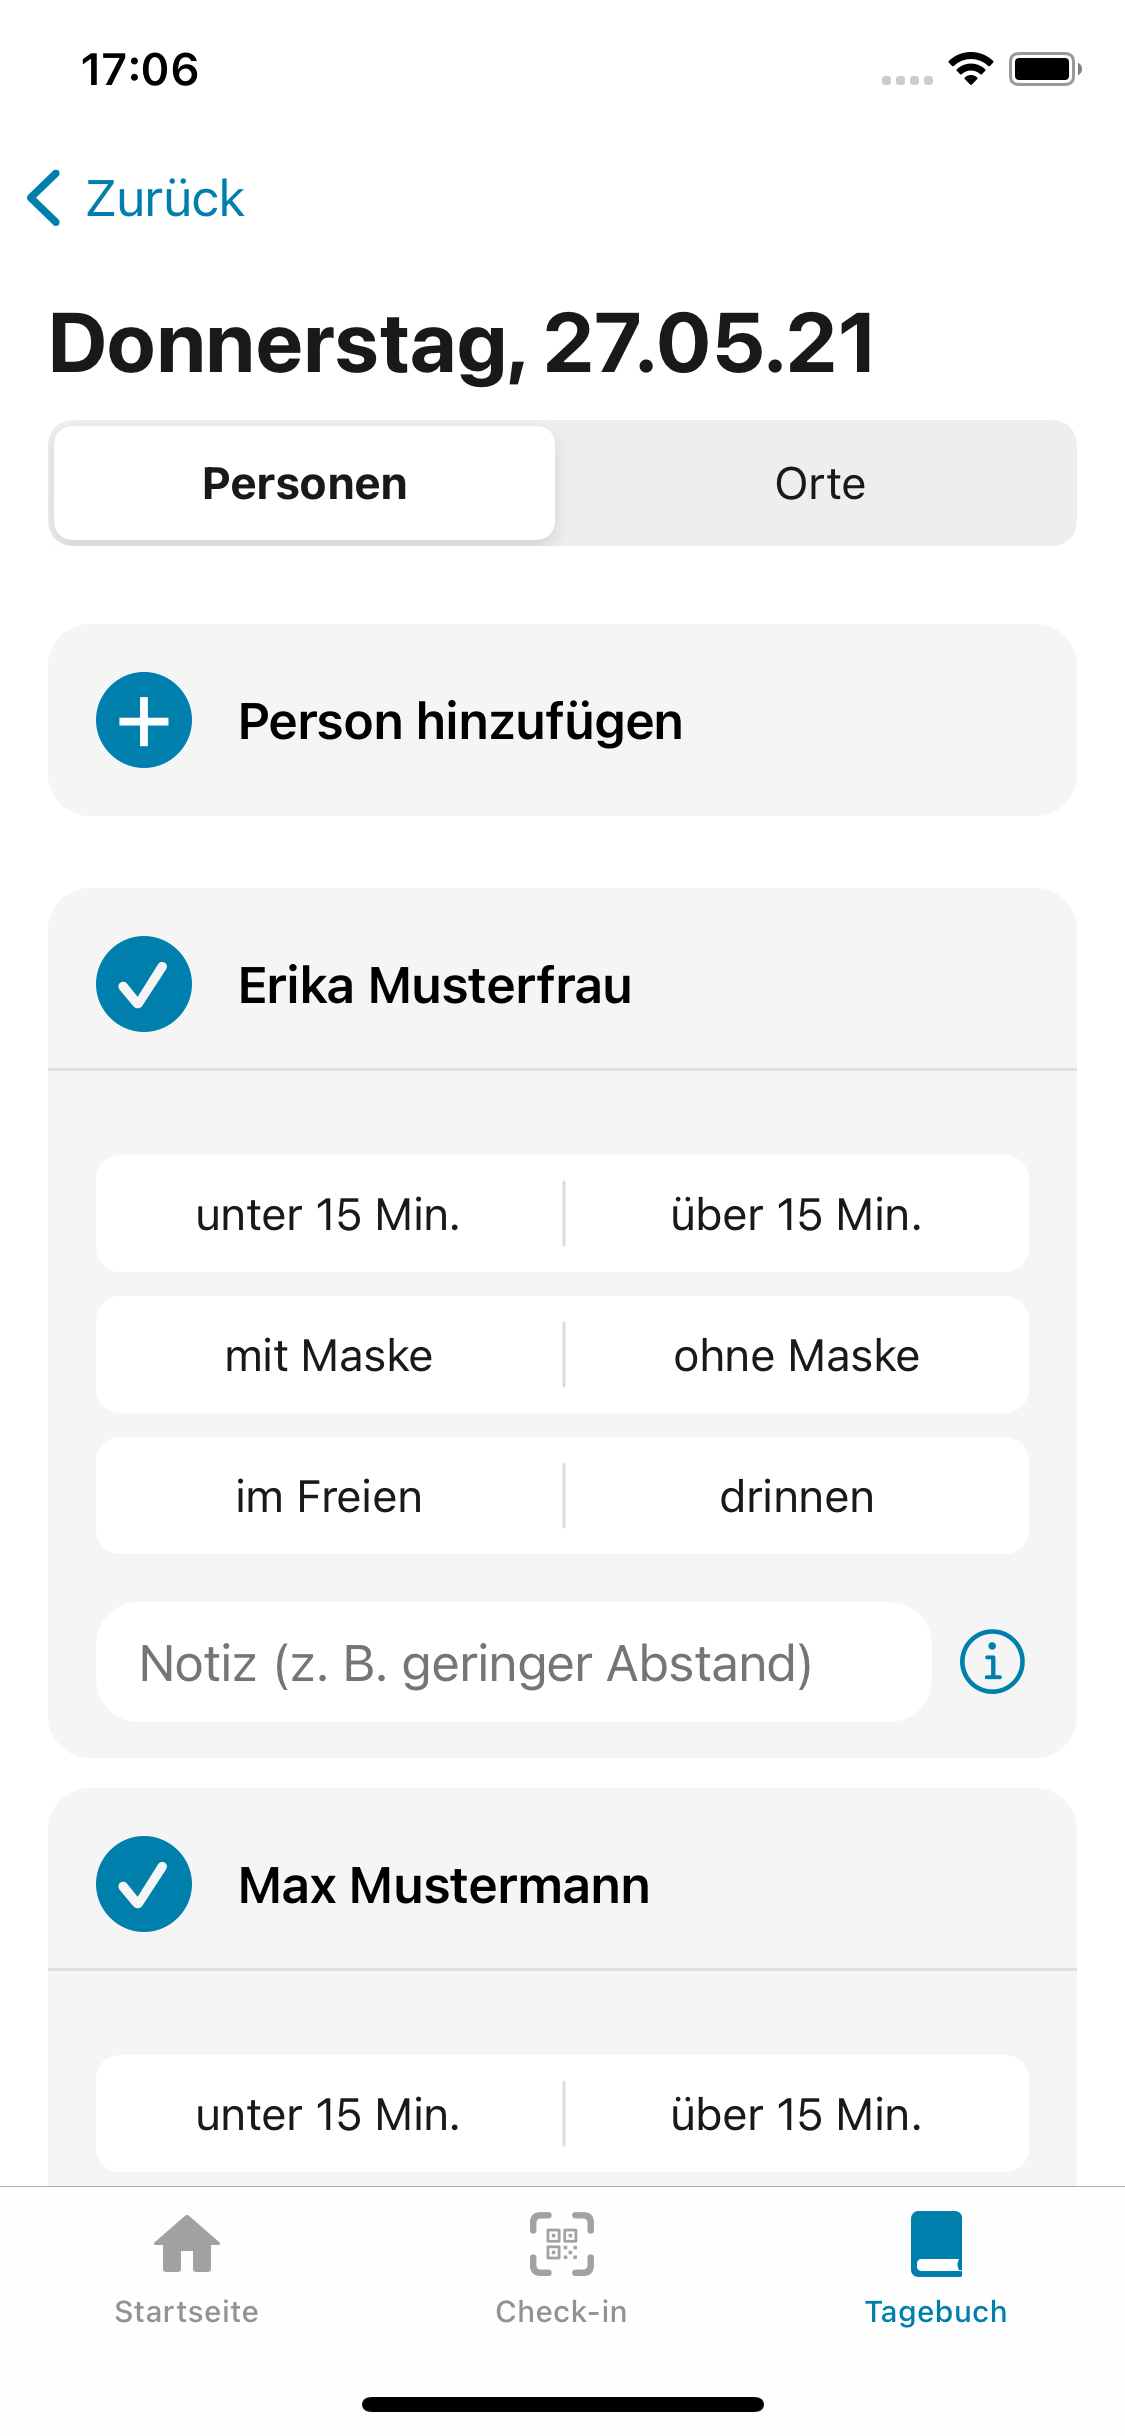 17:06
Zurück
Donnerstag, 27.05.21
Personen Orte
Person hinzufügen
Erika Musterfrau
unter 15 Min. über 15 Min.
mit Maske ohne Maske
im Freien drinnen
Notiz (z. B. geringer Abstand)
Max Mustermann
unter 15 Min. über 15 Min.
Startseite Check-in Tagebuch